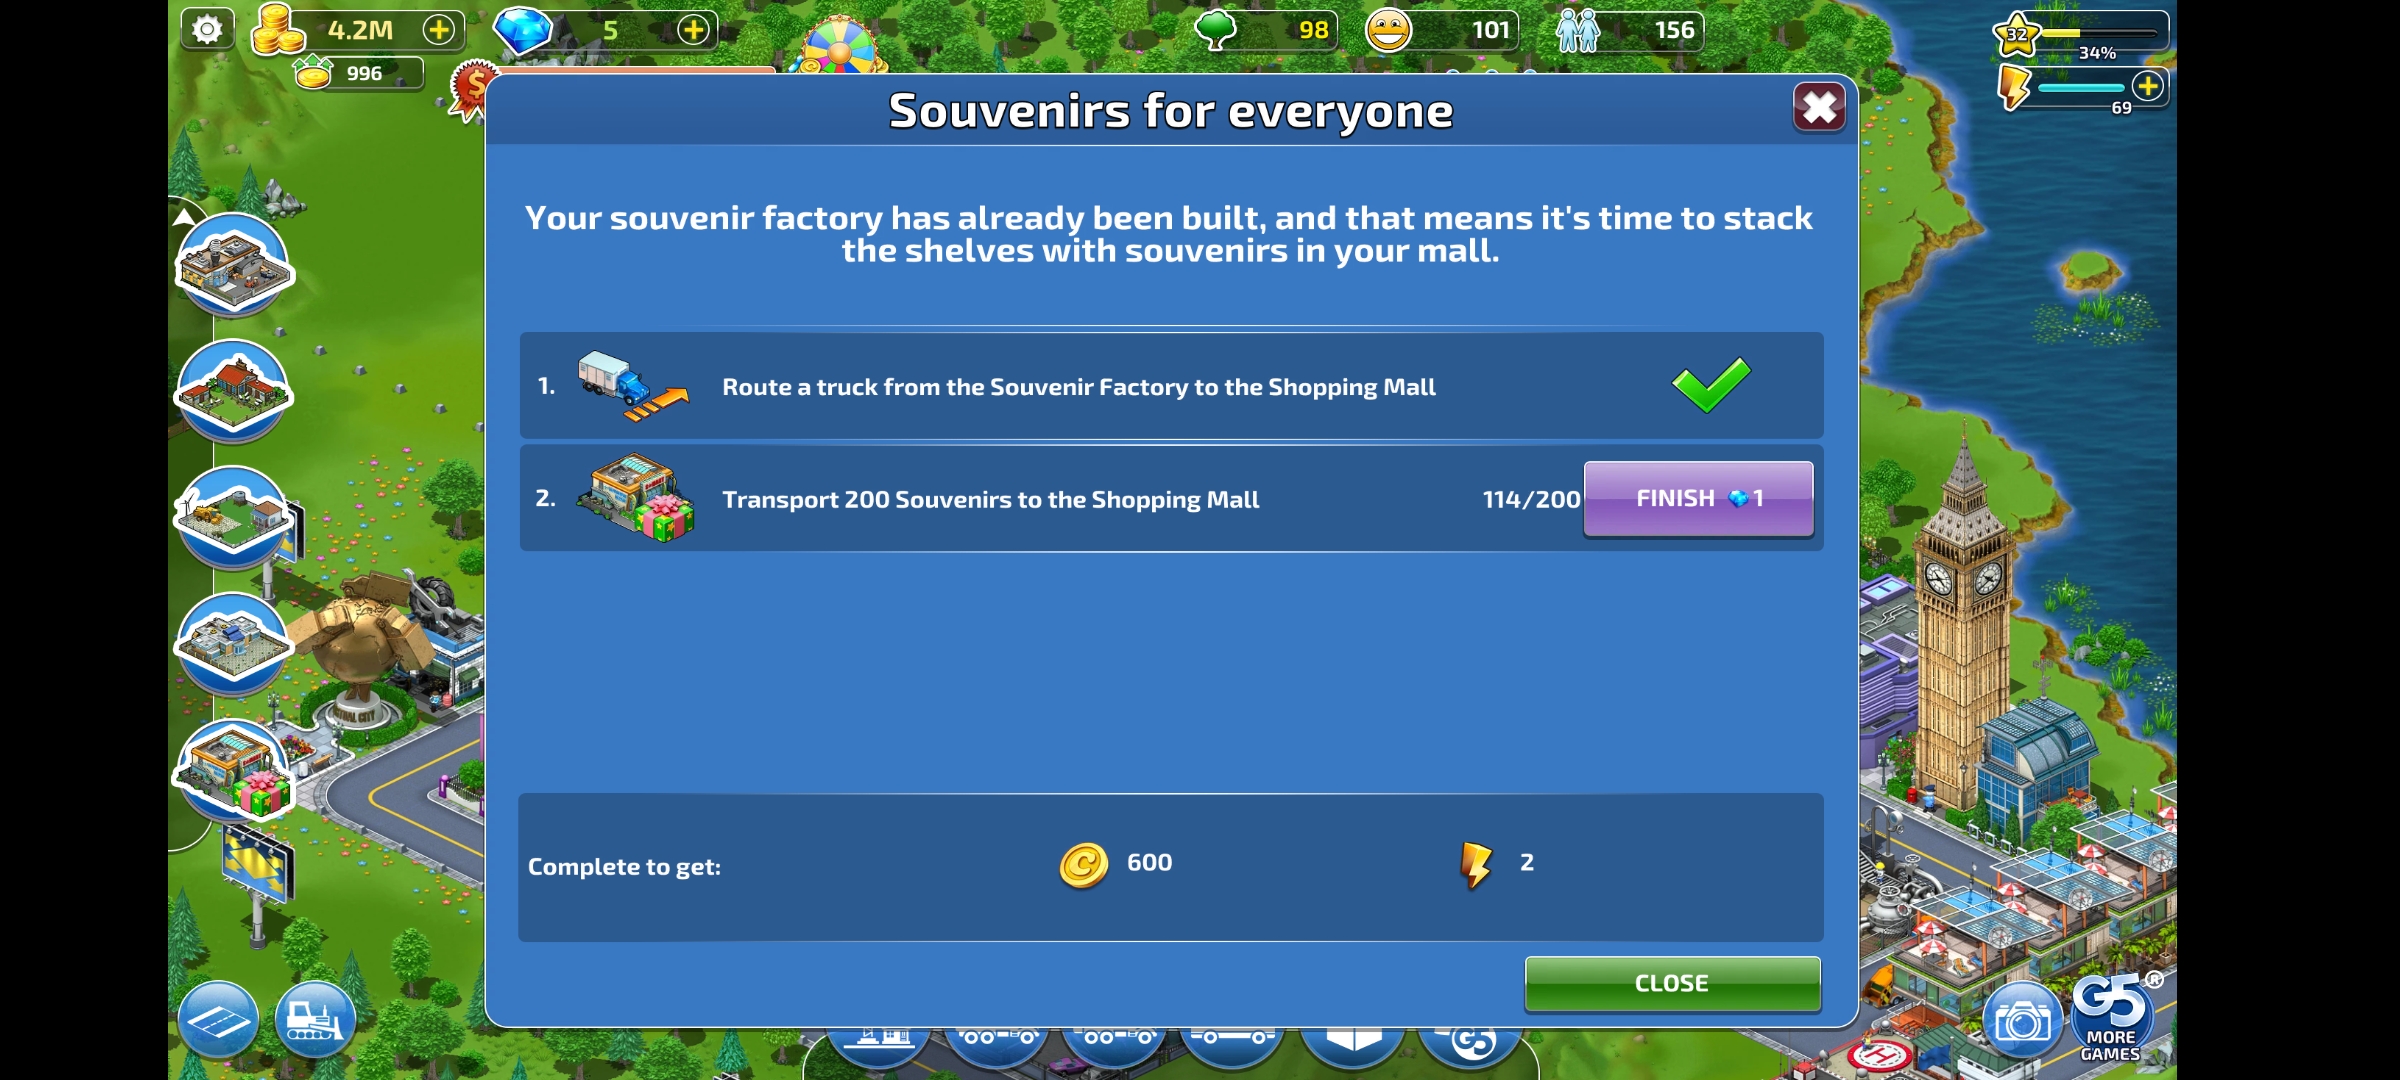 4.2M
5
98
101
156
32
34%
996
69
Souvenirs for everyone
Your souvenir factory has already been built, and that means it's time to stack
the shelves with souvenirs in your mall.
1. Route a truck from the Souvenir Factory to the Shopping Mall
2. Transport 200 Souvenirs to the Shopping Mall 114/200 FINISH 1
Complete to get: 600 2
CLOSE
G5
G5®
MORE
GAMES